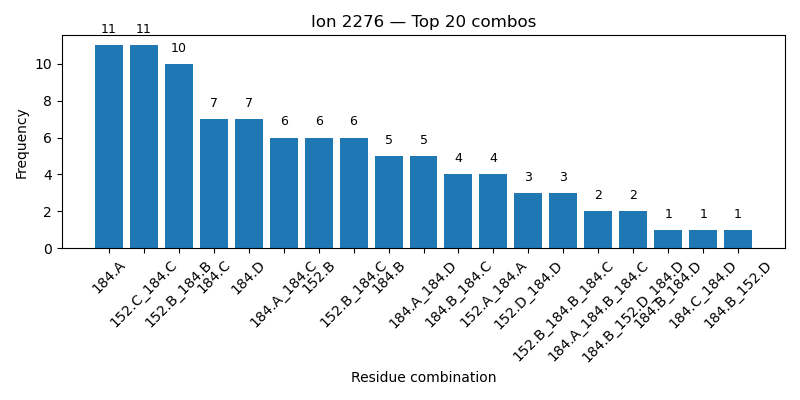 Ion 2276 — Top 20 combos
11 11 10 7 7 6 6 6 5 5 4 4 3 3 2 2 1 1 1
Frequency
10
8
6
4
2
0
184.A
152.C_184.C
152.B_184.B
184.C
184.D
184.A_184.C
152.B
152.B_184.C
184.B
184.A_184.D
184.B_184.C
152.A_184.A
152.D_184.D
152.B_184.B_184.C
184.A_184.B_184.C
184.B_152.D_184.D
184.B_184.D
184.C_184.D
184.B_152.D
Residue combination